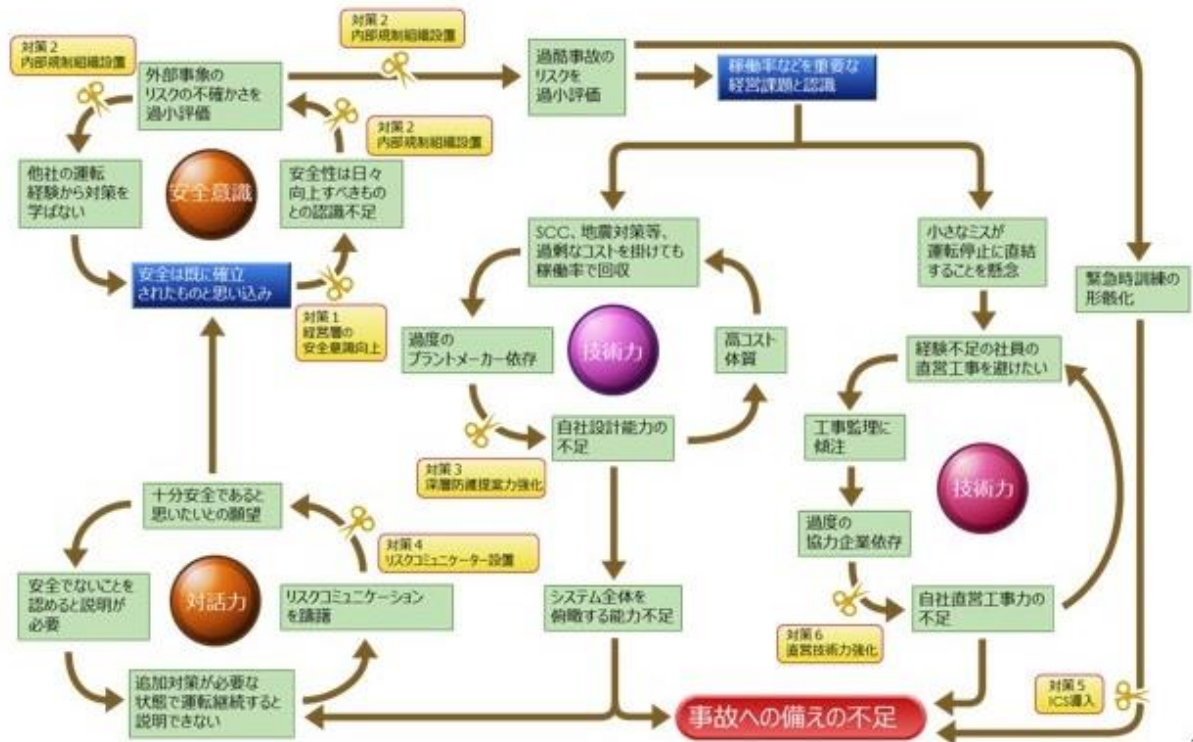 対策２
内部規制組織設置
対策２
内部規制組織設置
外部事象の
リスクの不確かさを
過小評価
過酷事故の
リスクを
過小評価
稼働率などを重要な
経営課題と認識
対策２
内部規制組織設置
他社の運転
経験から対策を
学ばない
安全意識
安全性は日々
向上すべきもの
との認識不足
安全は既に確立
されたものと思い込み
対策１
経営層の
安全意識向上
SCC、地震対策等、
過剰なコストを掛けても
稼働率で回収
小さなミスが
運転停止に直結
することを懸念
緊急時訓練の
形骸化
過度の
プラントメーカー依存
技術力
高コスト
体質
経験不足の社員の
直営工事を避けたい
自社設計能力の
不足
対策３
深層防護提案力強化
工事監理に
傾注
技術力
過度の
協力企業依存
十分安全であると
思いたいとの願望
対策４
リスクコミュニケーター設置
安全でないことを
認めると説明が
必要
対話力
リスクコミュニケーション
を躊躇
システム全体を
俯瞰する能力不足
自社直営工事力の
不足
対策６
直営技術力強化
追加対策が必要な
状態で運転継続すると
説明できない
事故への備えの不足
対策５
ICS導入